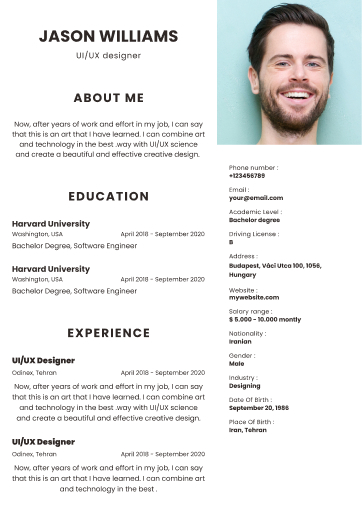 JASON WILLIAMS
UI/UX designer
ABOUT ME
Now, after years of work and effort in my job, I can say
that this is an art that I have learned. I can combine art
and technology in the best .way with UI/UX science
and create a beautiful and effective creative design.
EDUCATION
Harvard University
Washington, USA April 2018 - September 2020
Bachelor Degree, Software Engineer
Harvard University
Washington, USA April 2018 - September 2020
Bachelor Degree, Software Engineer
EXPERIENCE
UI/UX Designer
Odinex, Tehran April 2018 - September 2020
Now, after years of work and effort in my job, I can say
that this is an art that I have learned. I can combine art
and technology in the best .way with UI/UX science
and create a beautiful and effective creative design.
UI/UX Designer
Odinex, Tehran April 2018 - September 2020
Now, after years of work and effort in my job, I can say
that this is an art that I have learned. I can combine art
and technology in the best .
Phone number :
+123456789
Email :
your@email.com
Academic Level :
Bachelor degree
Driving License :
B
Address :
Budapest, Váci Utca 100, 1056,
Hungary
Website :
mywebsite.com
Salary range :
$ 5.000 - 10.000 montly
Nationality :
Iranian
Gender :
Male
Industry :
Designing
Date Of Birth :
September 20, 1986
Place Of Birth :
Iran, Tehran